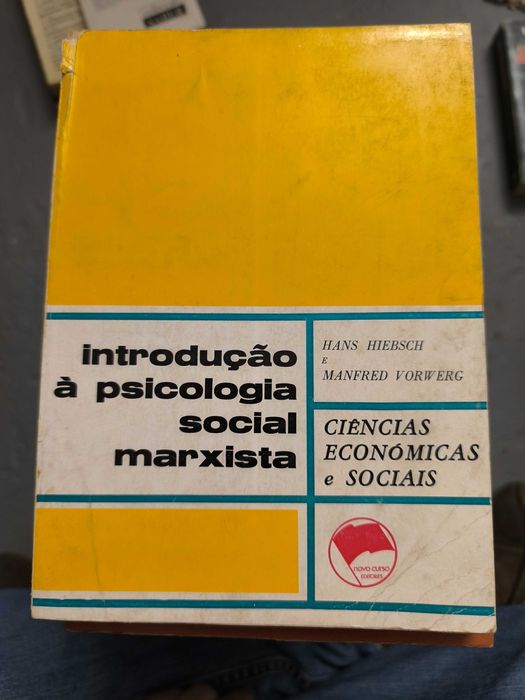 introdução
à psicologia
social
marxista
HANS HIEBSCH
E
MANFRED VORWERG
CIÊNCIAS
ECONÓMICAS
e SOCIAIS
novo curso
EDITORES